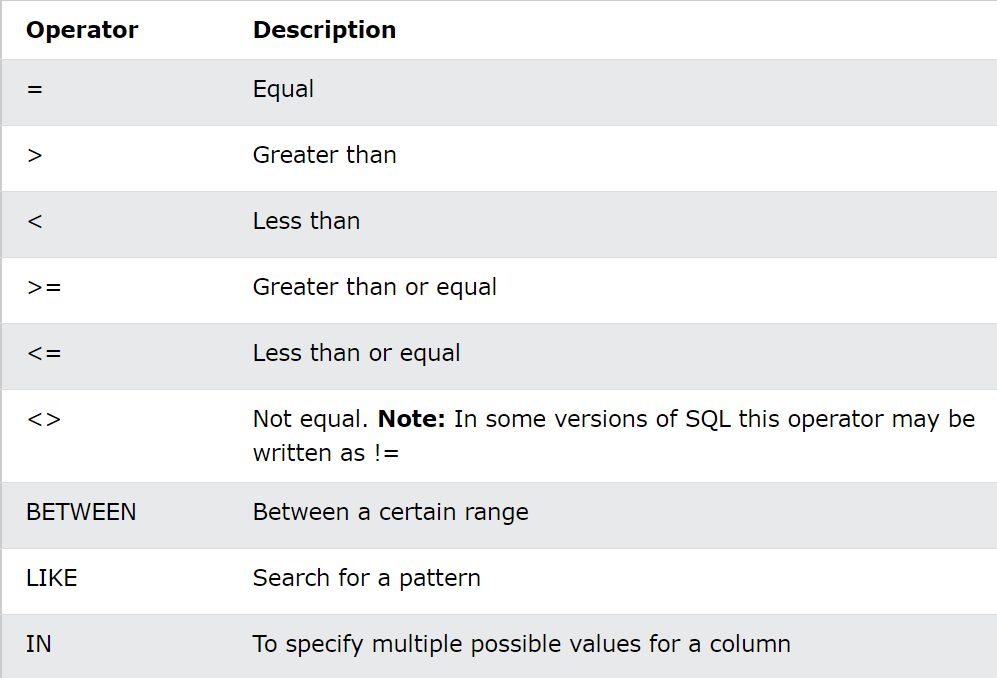 Operator Description
= Equal
> Greater than
< Less than
>= Greater than or equal
<= Less than or equal
<> Not equal. Note: In some versions of SQL this operator may be
written as !=
BETWEEN Between a certain range
LIKE Search for a pattern
IN To specify multiple possible values for a column